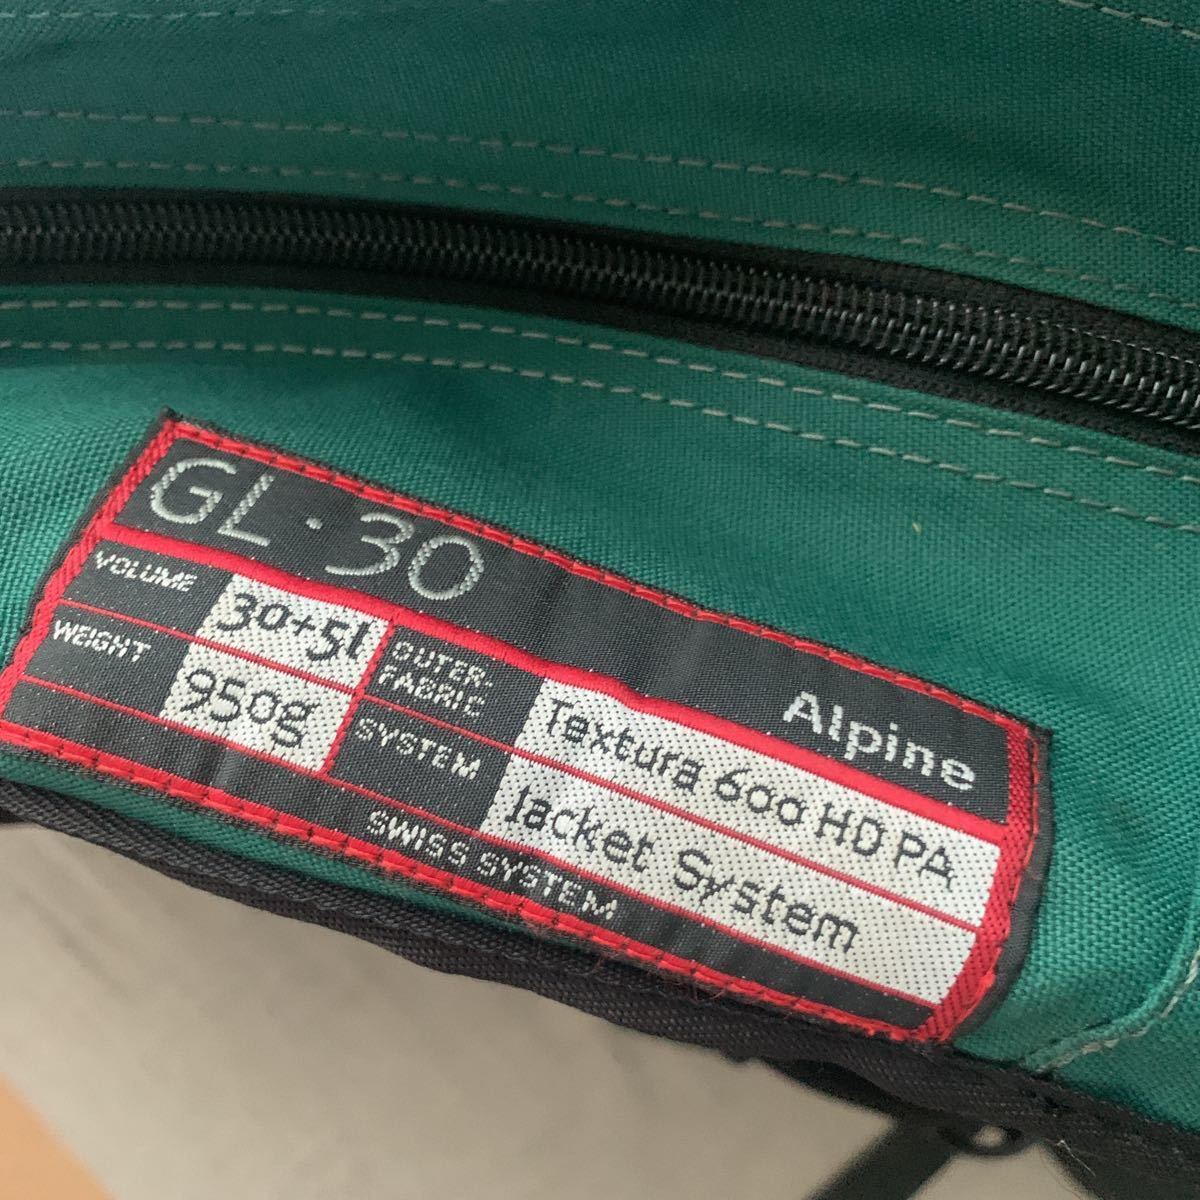 GL·30
Alpine
VOLUME 30+5l
WEIGHT 950g
OUTER-
FABRIC Textura 600 HD PA
SYSTEM Jacket System
SWISS SYSTEM